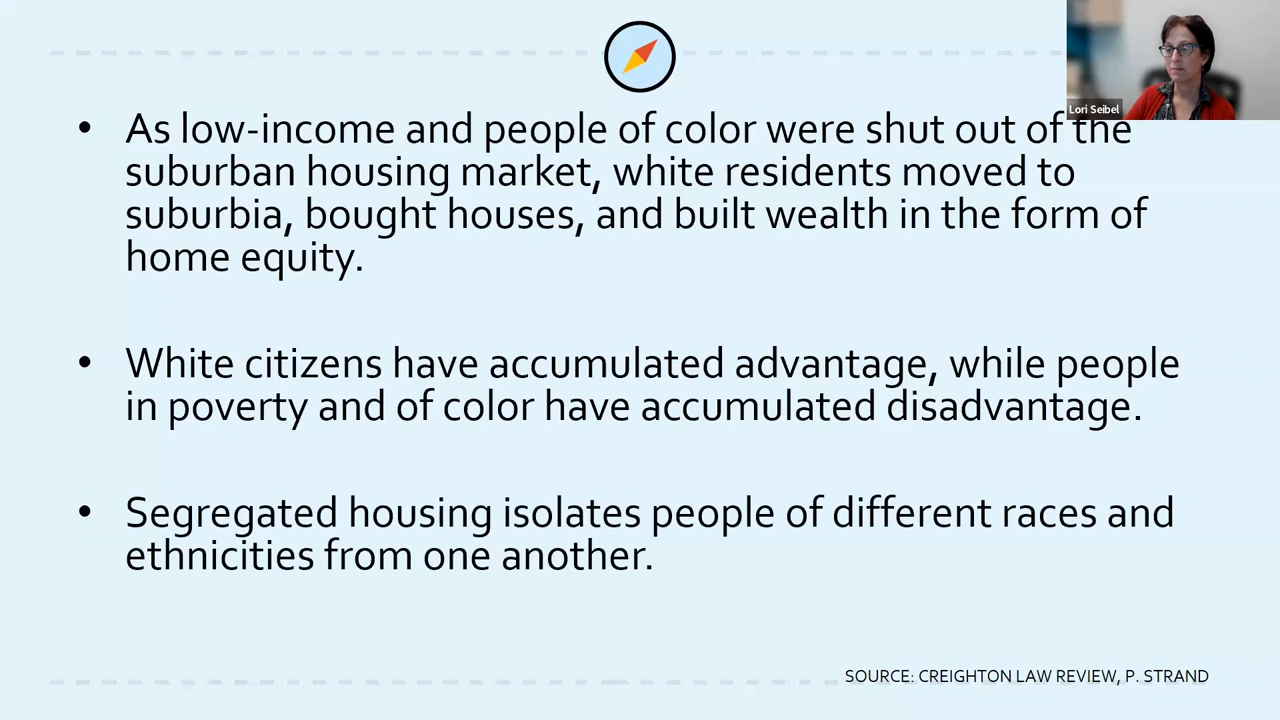 Lori Seibel
• As low-income and people of color were shut out of the
suburban housing market, white residents moved to
suburbia, bought houses, and built wealth in the form of
home equity.
• White citizens have accumulated advantage, while people
in poverty and of color have accumulated disadvantage.
• Segregated housing isolates people of different races and
ethnicities from one another.
SOURCE: CREIGHTON LAW REVIEW, P. STRAND